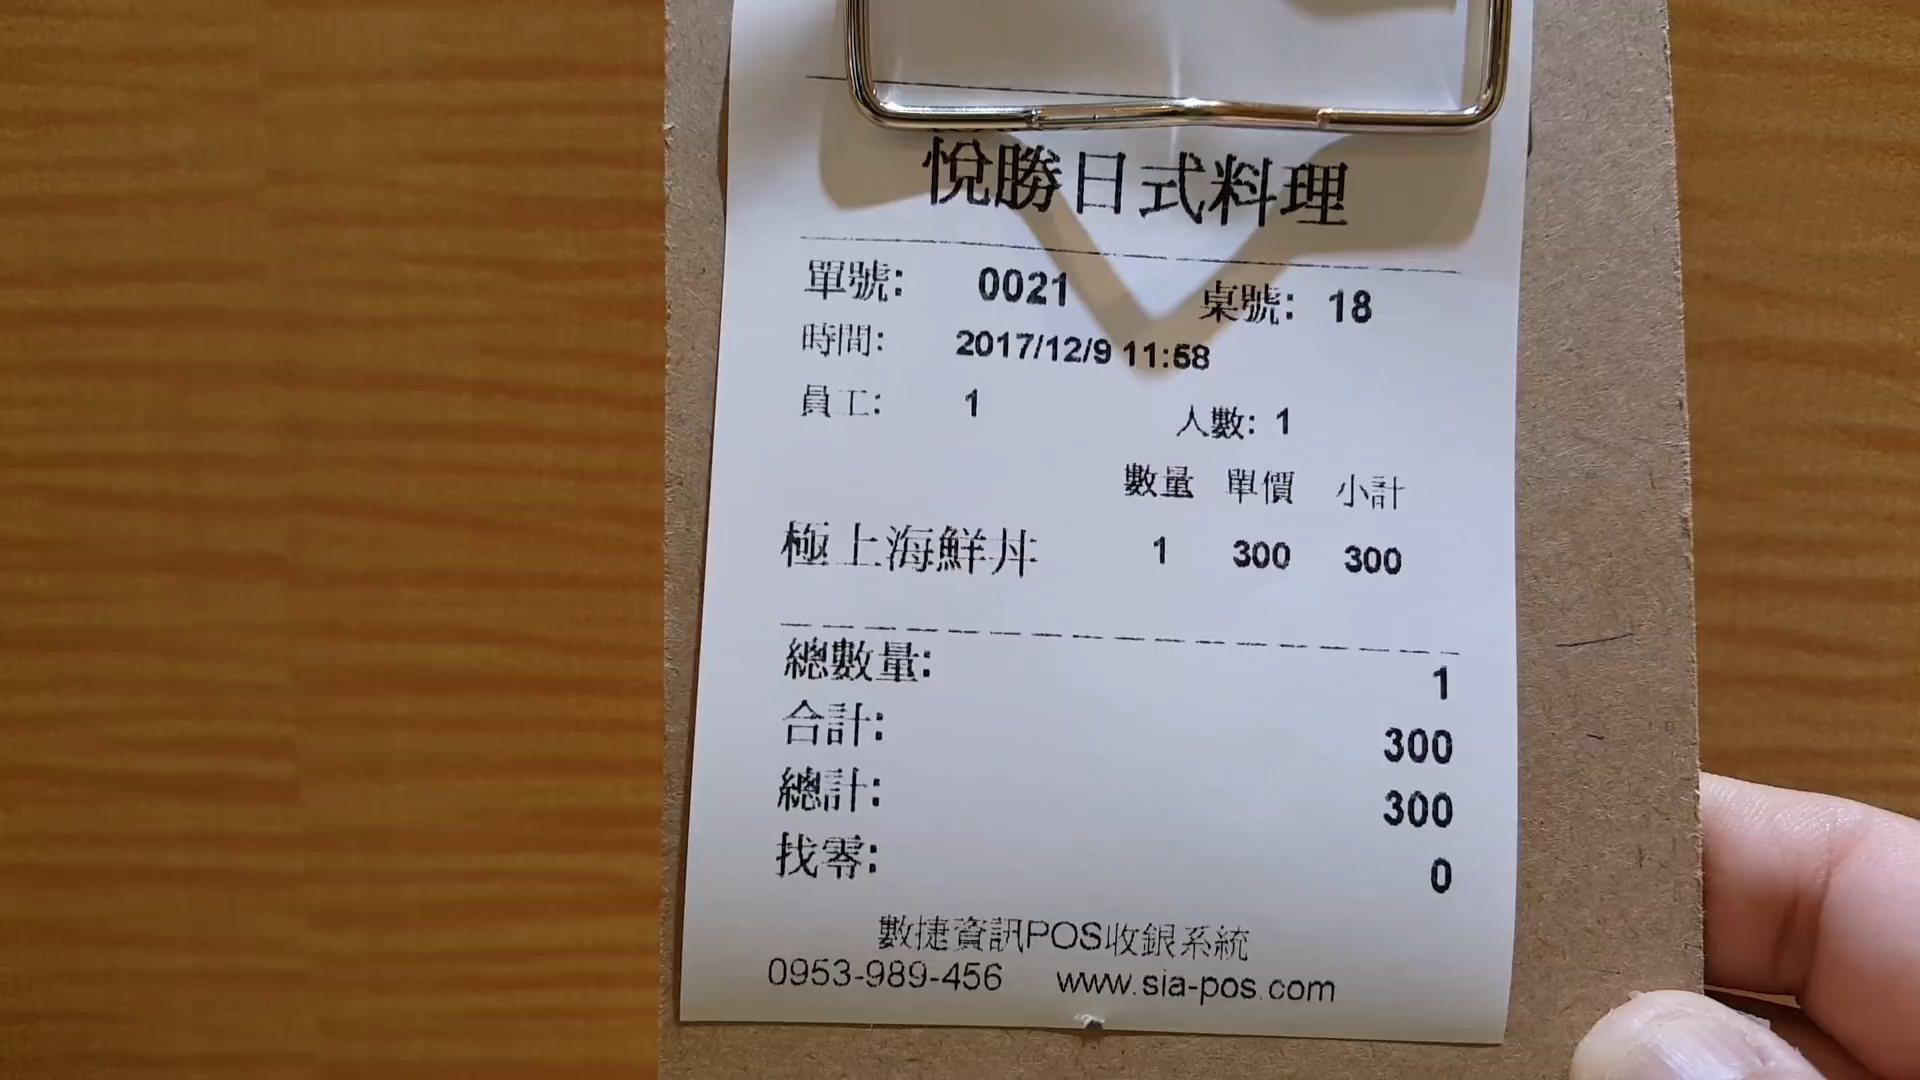 悅勝日式料理
單號: 0021 桌號: 18
時間: 2017/12/9 11:58
員工: 1 人數: 1
數量 單價 小計
極上海鮮丼 1 300 300
總數量: 1
合計: 300
總計: 300
找零: 0
數捷資訊POS收銀系統
0953-989-456 www.sia-pos.com